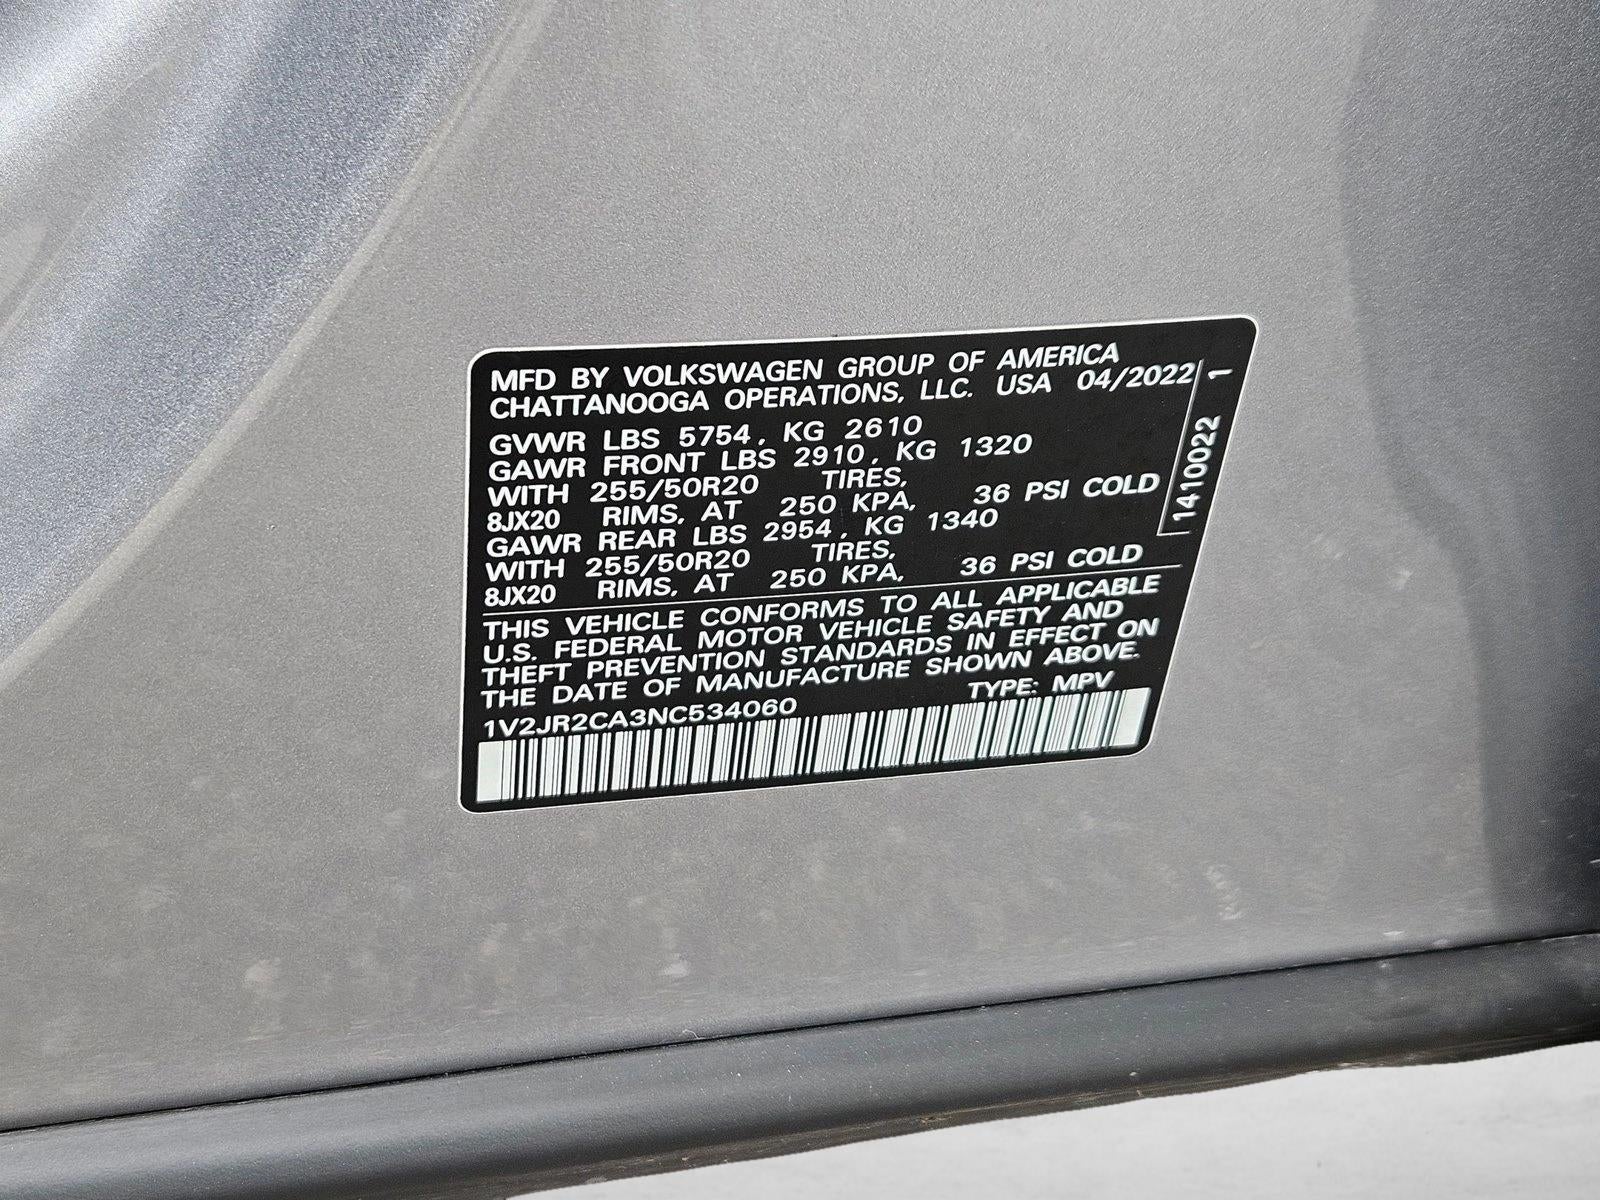 MFD BY VOLKSWAGEN GROUP OF AMERICA
CHATTANOOGA OPERATIONS, LLC. USA 04/2022
GVWR LBS 5754, KG 2610
GAWR FRONT LBS 2910, KG 1320
WITH 255/50R20 TIRES,
8JX20 RIMS, AT 250 KPA, 36 PSI COLD
GAWR REAR LBS 2954, KG 1340
WITH 255/50R20 TIRES,
8JX20 RIMS, AT 250 KPA, 36 PSI COLD
THIS VEHICLE CONFORMS TO ALL APPLICABLE
U.S. FEDERAL MOTOR VEHICLE SAFETY AND
THEFT PREVENTION STANDARDS IN EFFECT ON
THE DATE OF MANUFACTURE SHOWN ABOVE.
1V2JR2CA3NC534060 TYPE: MPV
1410022 1